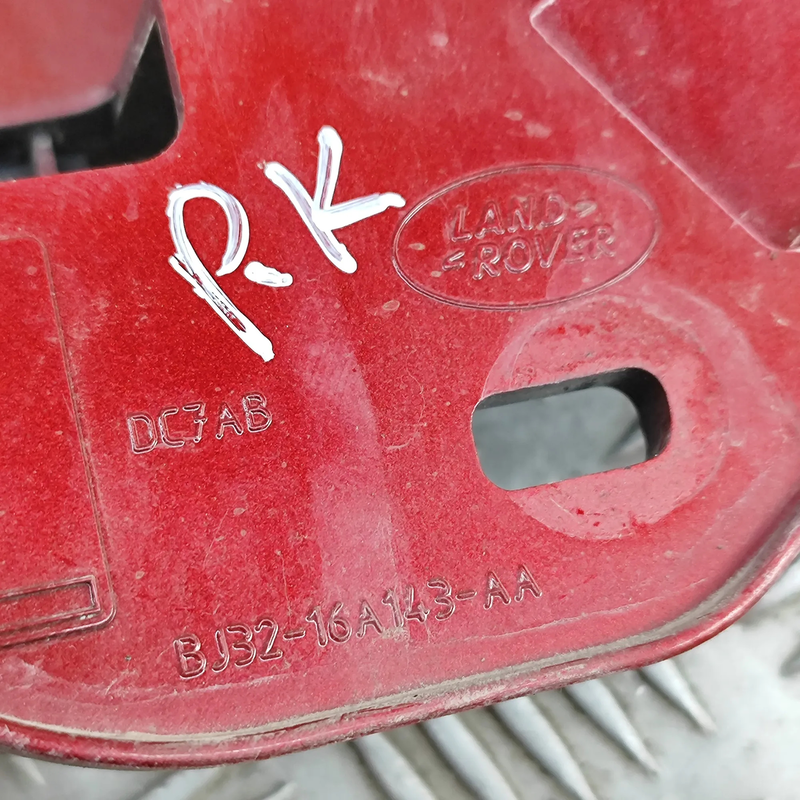 P.K
LAND
ROVER
DC7AB
BJ32-16A143-AA